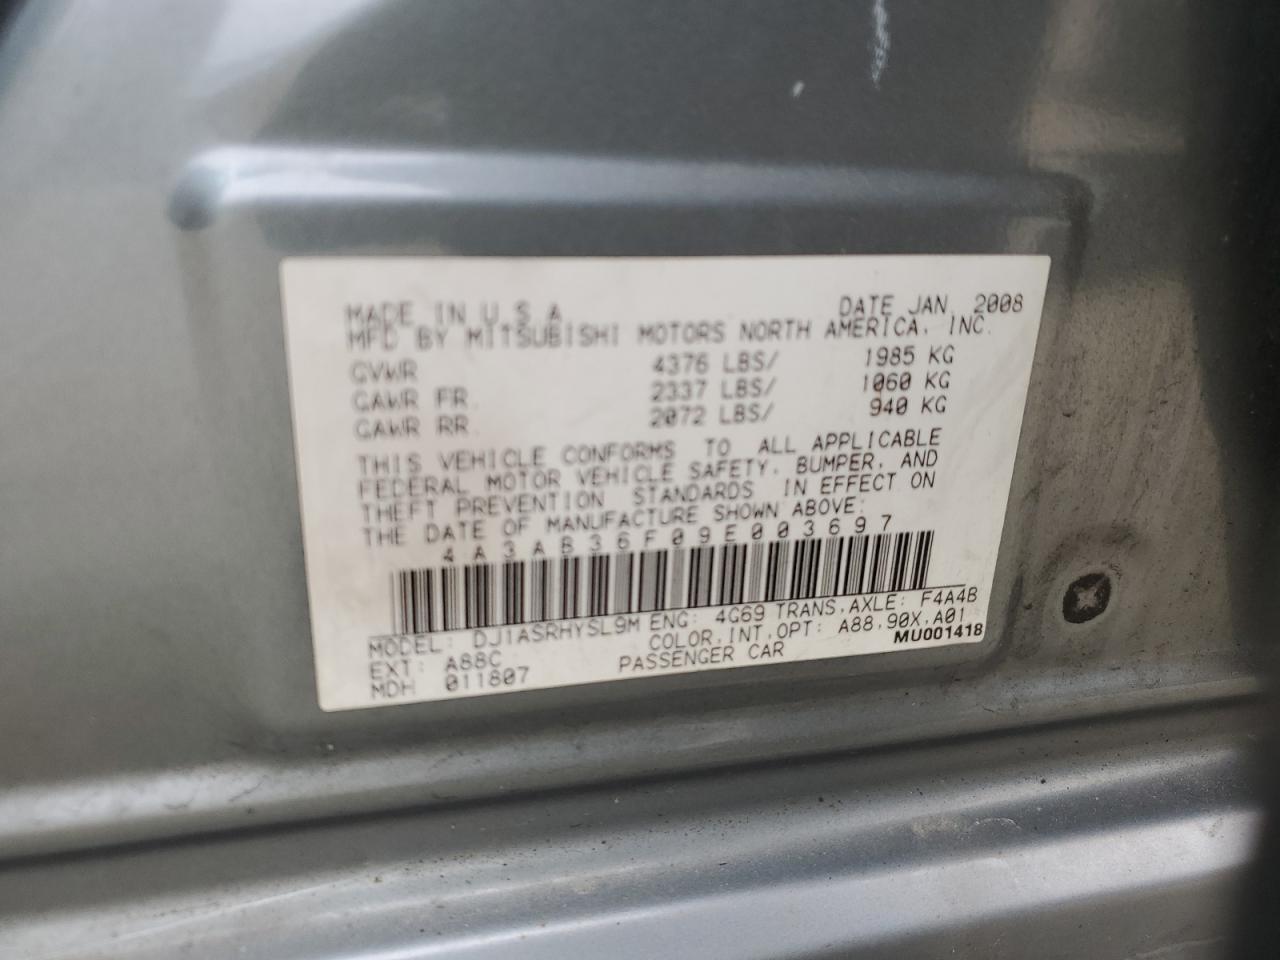 MADE IN U.S.A. DATE JAN, 2008
MFD BY MITSUBISHI MOTORS NORTH AMERICA, INC.
GVWR 4376 LBS/ 1985 KG
GAWR FR. 2337 LBS/ 1060 KG
GAWR RR. 2072 LBS/ 940 KG
THIS VEHICLE CONFORMS TO ALL APPLICABLE
FEDERAL MOTOR VEHICLE SAFETY, BUMPER, AND
THEFT PREVENTION STANDARDS IN EFFECT ON
THE DATE OF MANUFACTURE SHOWN ABOVE:
4A3AB36F09E003697
MODEL: DJ1ASRHYSL9M ENG: 4G69 TRANS,AXLE: F4A4B
EXT: A88C COLOR,INT,OPT: A88,90X,A01
MDH 011807 PASSENGER CAR MU001418